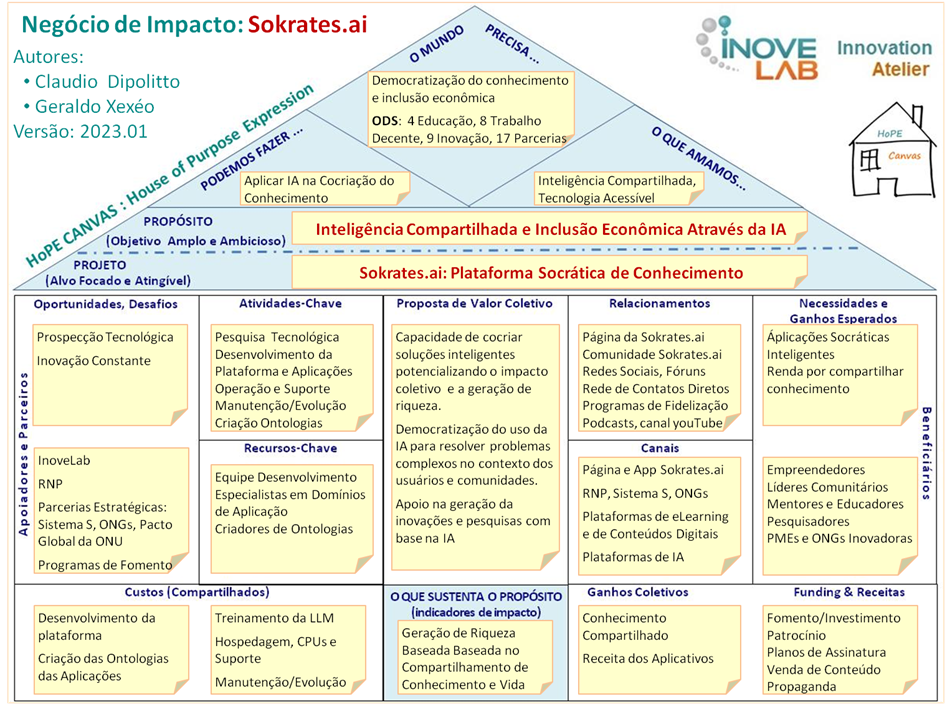 Negócio de Impacto: Sokrates.ai
Autores:
• Claudio Dipolitto
• Geraldo Xexéo
Versão: 2023.01
HoPE CANVAS : House of Purpose Expression
INOVE
LAB
Innovation
Atelier
HoPE
Canvas
O MUNDO
PRECISA ...
Democratização do conhecimento
e inclusão econômica
ODS: 4 Educação, 8 Trabalho
Decente, 9 Inovação, 17 Parcerias
PODEMOS FAZER ...
Aplicar IA na Cocriação do
Conhecimento
O QUE AMAMOS...
Inteligência Compartilhada,
Tecnologia Acessível
PROPÓSITO
(Objetivo Amplo e Ambicioso)
Inteligência Compartilhada e Inclusão Econômica Através da IA
PROJETO
(Alvo Focado e Atingível)
Sokrates.ai: Plataforma Socrática de Conhecimento
Apoiadores e Parceiros
Oportunidades, Desafios
Prospecção Tecnológica
Inovação Constante
InoveLab
RNP
Parcerias Estratégicas:
Sistema S, ONGs, Pacto
Global da ONU
Programas de Fomento
Atividades-Chave
Pesquisa Tecnológica
Desenvolvimento da
Plataforma e Aplicações
Operação e Suporte
Manutenção/Evolução
Criação Ontologias
Recursos-Chave
Equipe Desenvolvimento
Especialistas em Domínios
de Aplicação
Criadores de Ontologias
Proposta de Valor Coletivo
Capacidade de cocriar
soluções inteligentes
potencializando o impacto
coletivo e a geração de
riqueza.
Democratização do uso da
IA para resolver problemas
complexos no contexto dos
usuários e comunidades.
Apoio na geração da
inovações e pesquisas com
base na IA
Relacionamentos
Página da Sokrates.ai
Comunidade Sokrates.ai
Redes Sociais, Fóruns
Rede de Contatos Diretos
Programas de Fidelização
Podcasts, canal youTube
Canais
Página e App Sokrates.ai
RNP, Sistema S, ONGs
Plataformas de eLearning
e de Conteúdos Digitais
Plataformas de IA
Necessidades e
Ganhos Esperados
Áplicações Socráticas
Inteligentes
Renda por compartilhar
conhecimento
Empreendedores
Líderes Comunitários
Mentores e Educadores
Pesquisadores
PMEs e ONGs Inovadoras
Beneficiários
Custos (Compartilhados)
Desenvolvimento da
plataforma
Criação das Ontologias
das Aplicações
Treinamento da LLM
Hospedagem, CPUs e
Suporte
Manutenção/Evolução
O QUE SUSTENTA O PROPÓSITO
(indicadores de impacto)
Geração de Riqueza
Baseada Baseada no
Compartilhamento de
Conhecimento e Vida
Ganhos Coletivos
Conhecimento
Compartilhado
Receita dos Aplicativos
Funding & Receitas
Fomento/Investimento
Patrocínio
Planos de Assinatura
Venda de Conteúdo
Propaganda